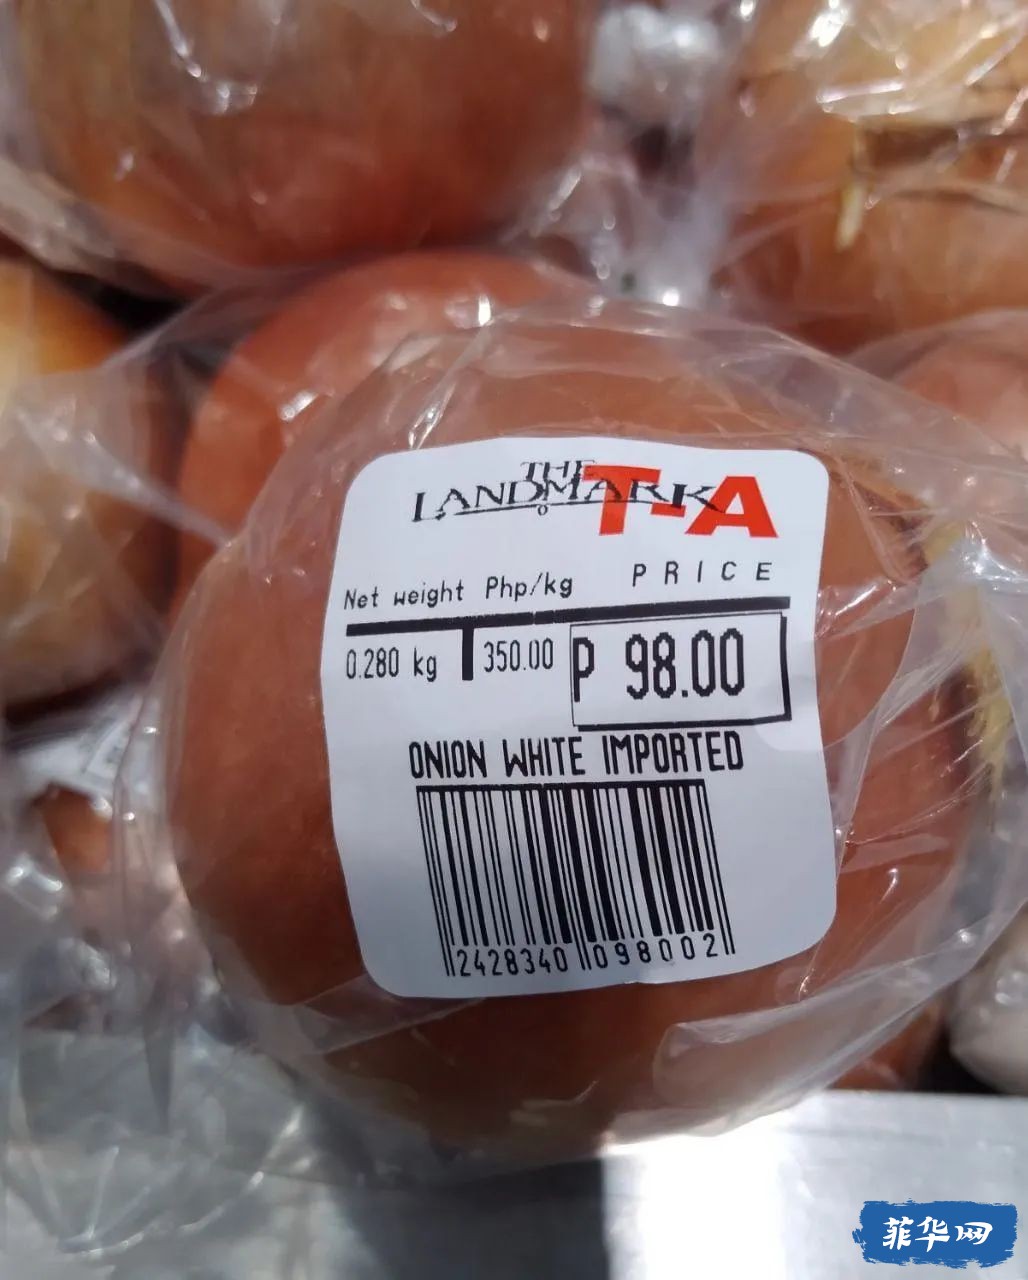 THE
LANDMARK T-A
Net weight Php/kg PRICE
0.280 kg 350.00 P 98.00
ONION WHITE IMPORTED
2428340 098002
菲华网